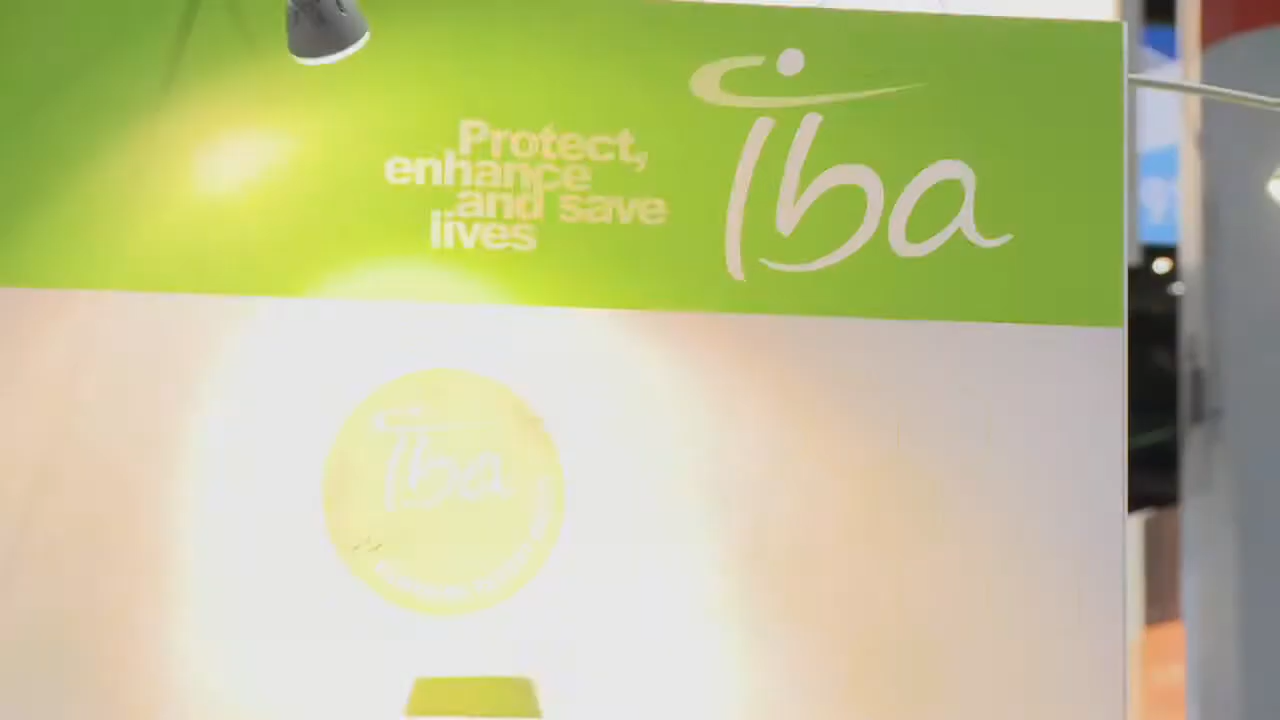 Protect,
enhance
and save
lives
iba
iba